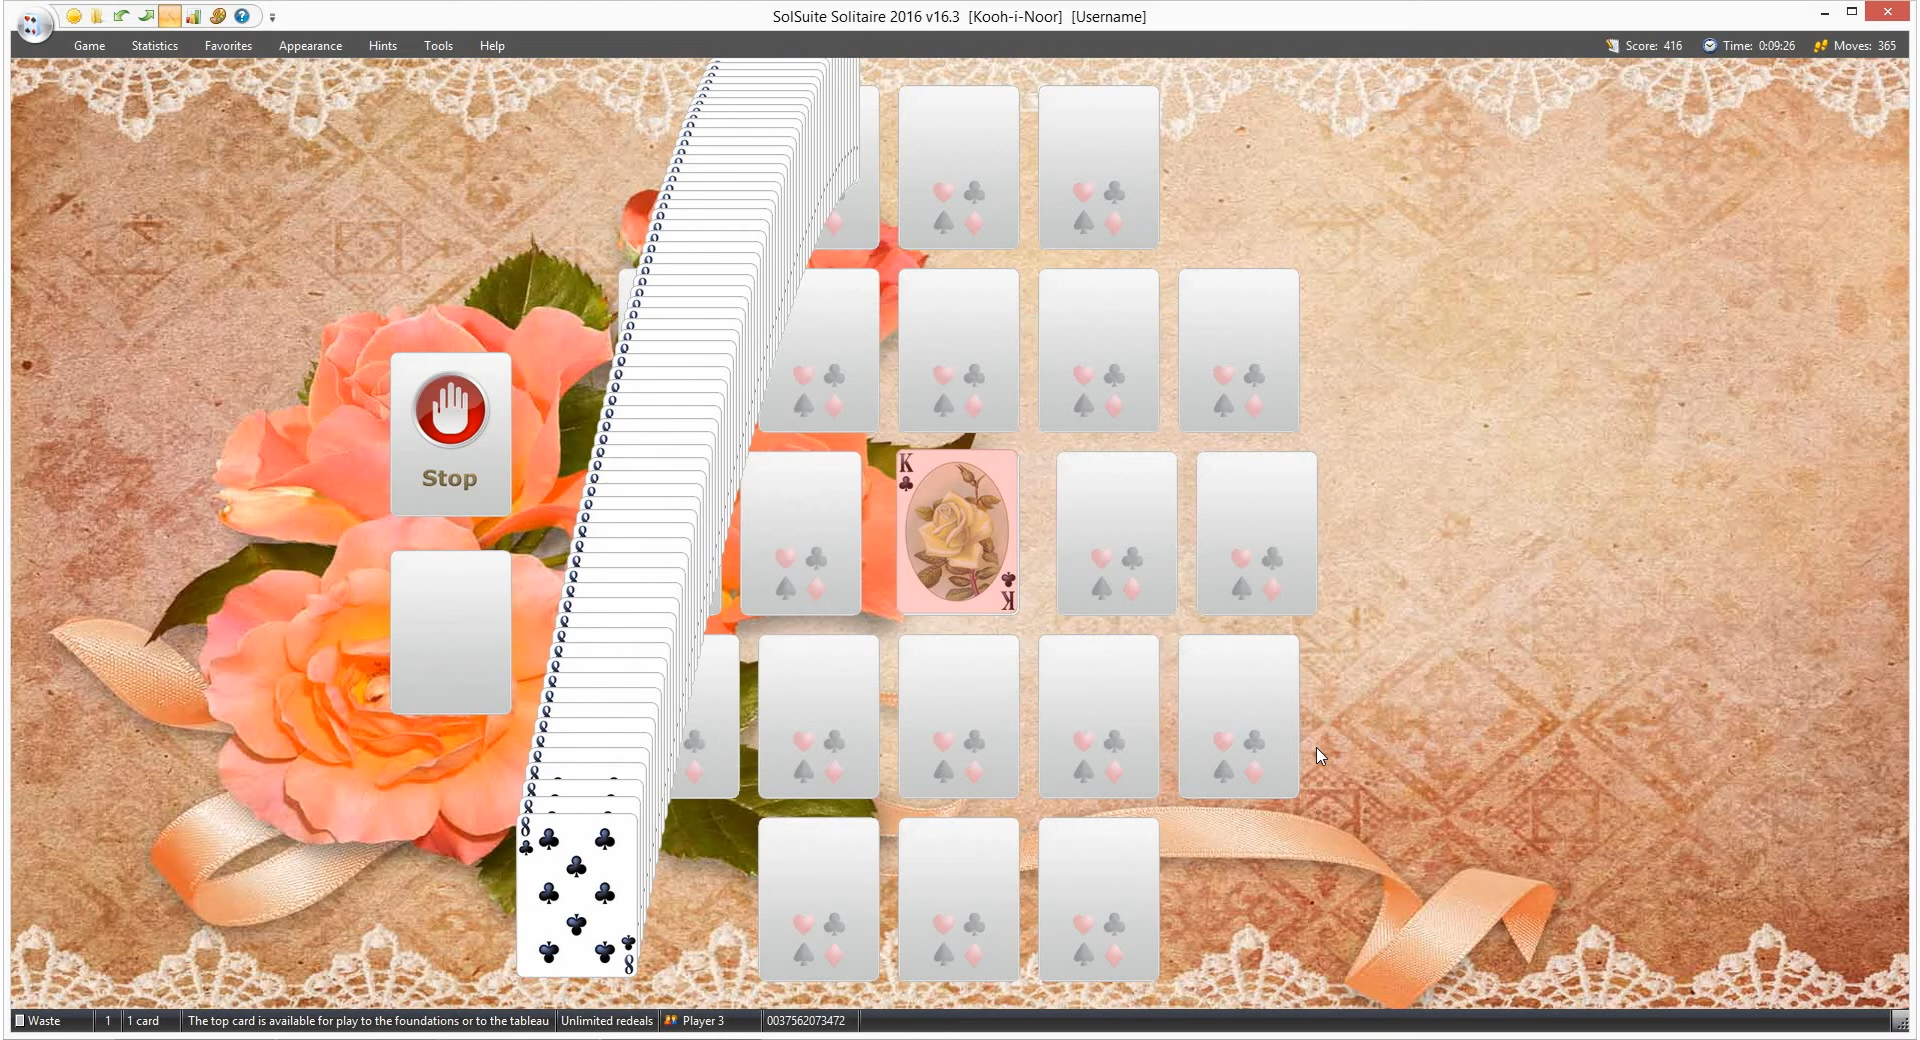 SolSuite Solitaire 2016 v16.3 [Kooh-i-Noor] [Username]
Game Statistics Favorites Appearance Hints Tools Help Score: 416 Time: 0:09:26 Moves: 365
K
Stop
K
8
8
Waste 1 1 card The top card is available for play to the foundations or to the tableau Unlimited redeals Player 3 0037562073472